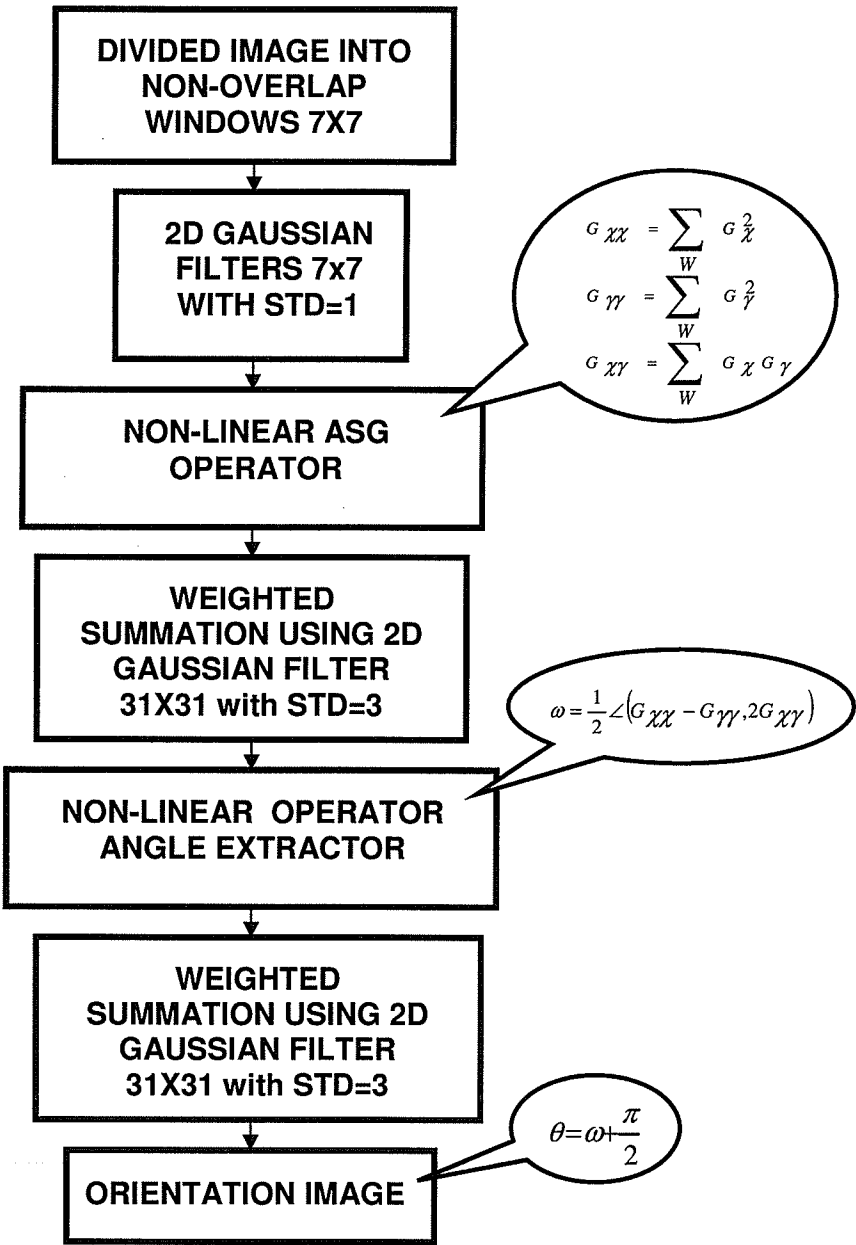 DIVIDED IMAGE INTO
NON-OVERLAP
WINDOWS 7X7
2D GAUSSIAN
FILTERS 7x7
WITH STD=1
G χχ = ∑ W G χ 2
G γγ = ∑ W G γ 2
G χγ = ∑ W G χ G γ
NON-LINEAR ASG
OPERATOR
WEIGHTED
SUMMATION USING 2D
GAUSSIAN FILTER
31X31 with STD=3
ω = 1/2 ∠(G χχ − G γγ, 2G χγ)
NON-LINEAR OPERATOR
ANGLE EXTRACTOR
WEIGHTED
SUMMATION USING 2D
GAUSSIAN FILTER
31X31 with STD=3
θ=ω+π/2
ORIENTATION IMAGE